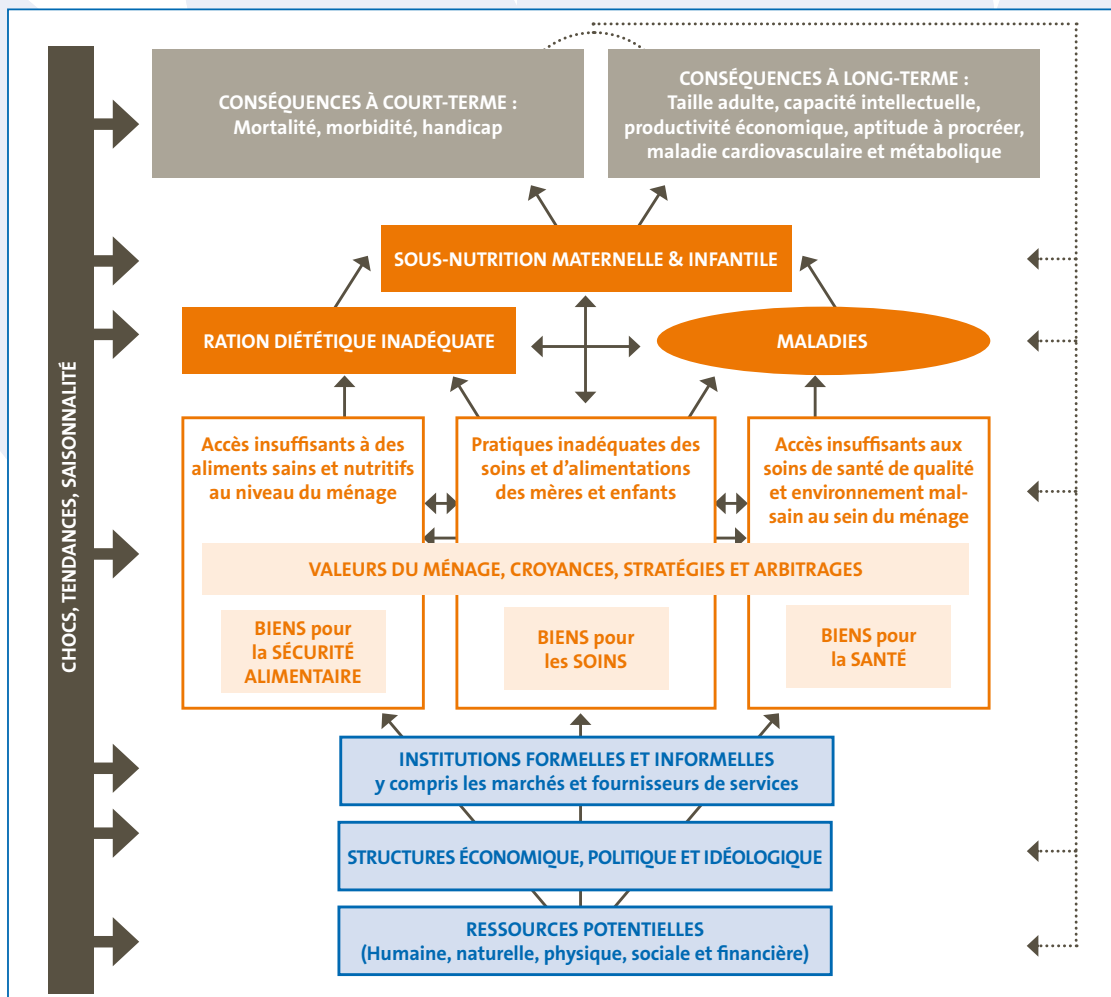 CONSÉQUENCES À COURT-TERME :
Mortalité, morbidité, handicap
CONSÉQUENCES À LONG-TERME :
Taille adulte, capacité intellectuelle,
productivité économique, aptitude à procréer,
maladie cardiovasculaire et métabolique
CHOCS, TENDANCES, SAISONNALITÉ
SOUS-NUTRITION MATERNELLE & INFANTILE
RATION DIÉTÉTIQUE INADÉQUATE
MALADIES
Accès insuffisants à des
aliments sains et nutritifs
au niveau du ménage
Pratiques inadéquates des
soins et d'alimentations
des mères et enfants
Accès insuffisants aux
soins de santé de qualité
et environnement mal-
sain au sein du ménage
VALEURS DU MÉNAGE, CROYANCES, STRATÉGIES ET ARBITRAGES
BIENS pour
la SÉCURITÉ
ALIMENTAIRE
BIENS pour
les SOINS
BIENS pour
la SANTÉ
INSTITUTIONS FORMELLES ET INFORMELLES
y compris les marchés et fournisseurs de services
STRUCTURES ÉCONOMIQUE, POLITIQUE ET IDÉOLOGIQUE
RESSOURCES POTENTIELLES
(Humaine, naturelle, physique, sociale et financière)